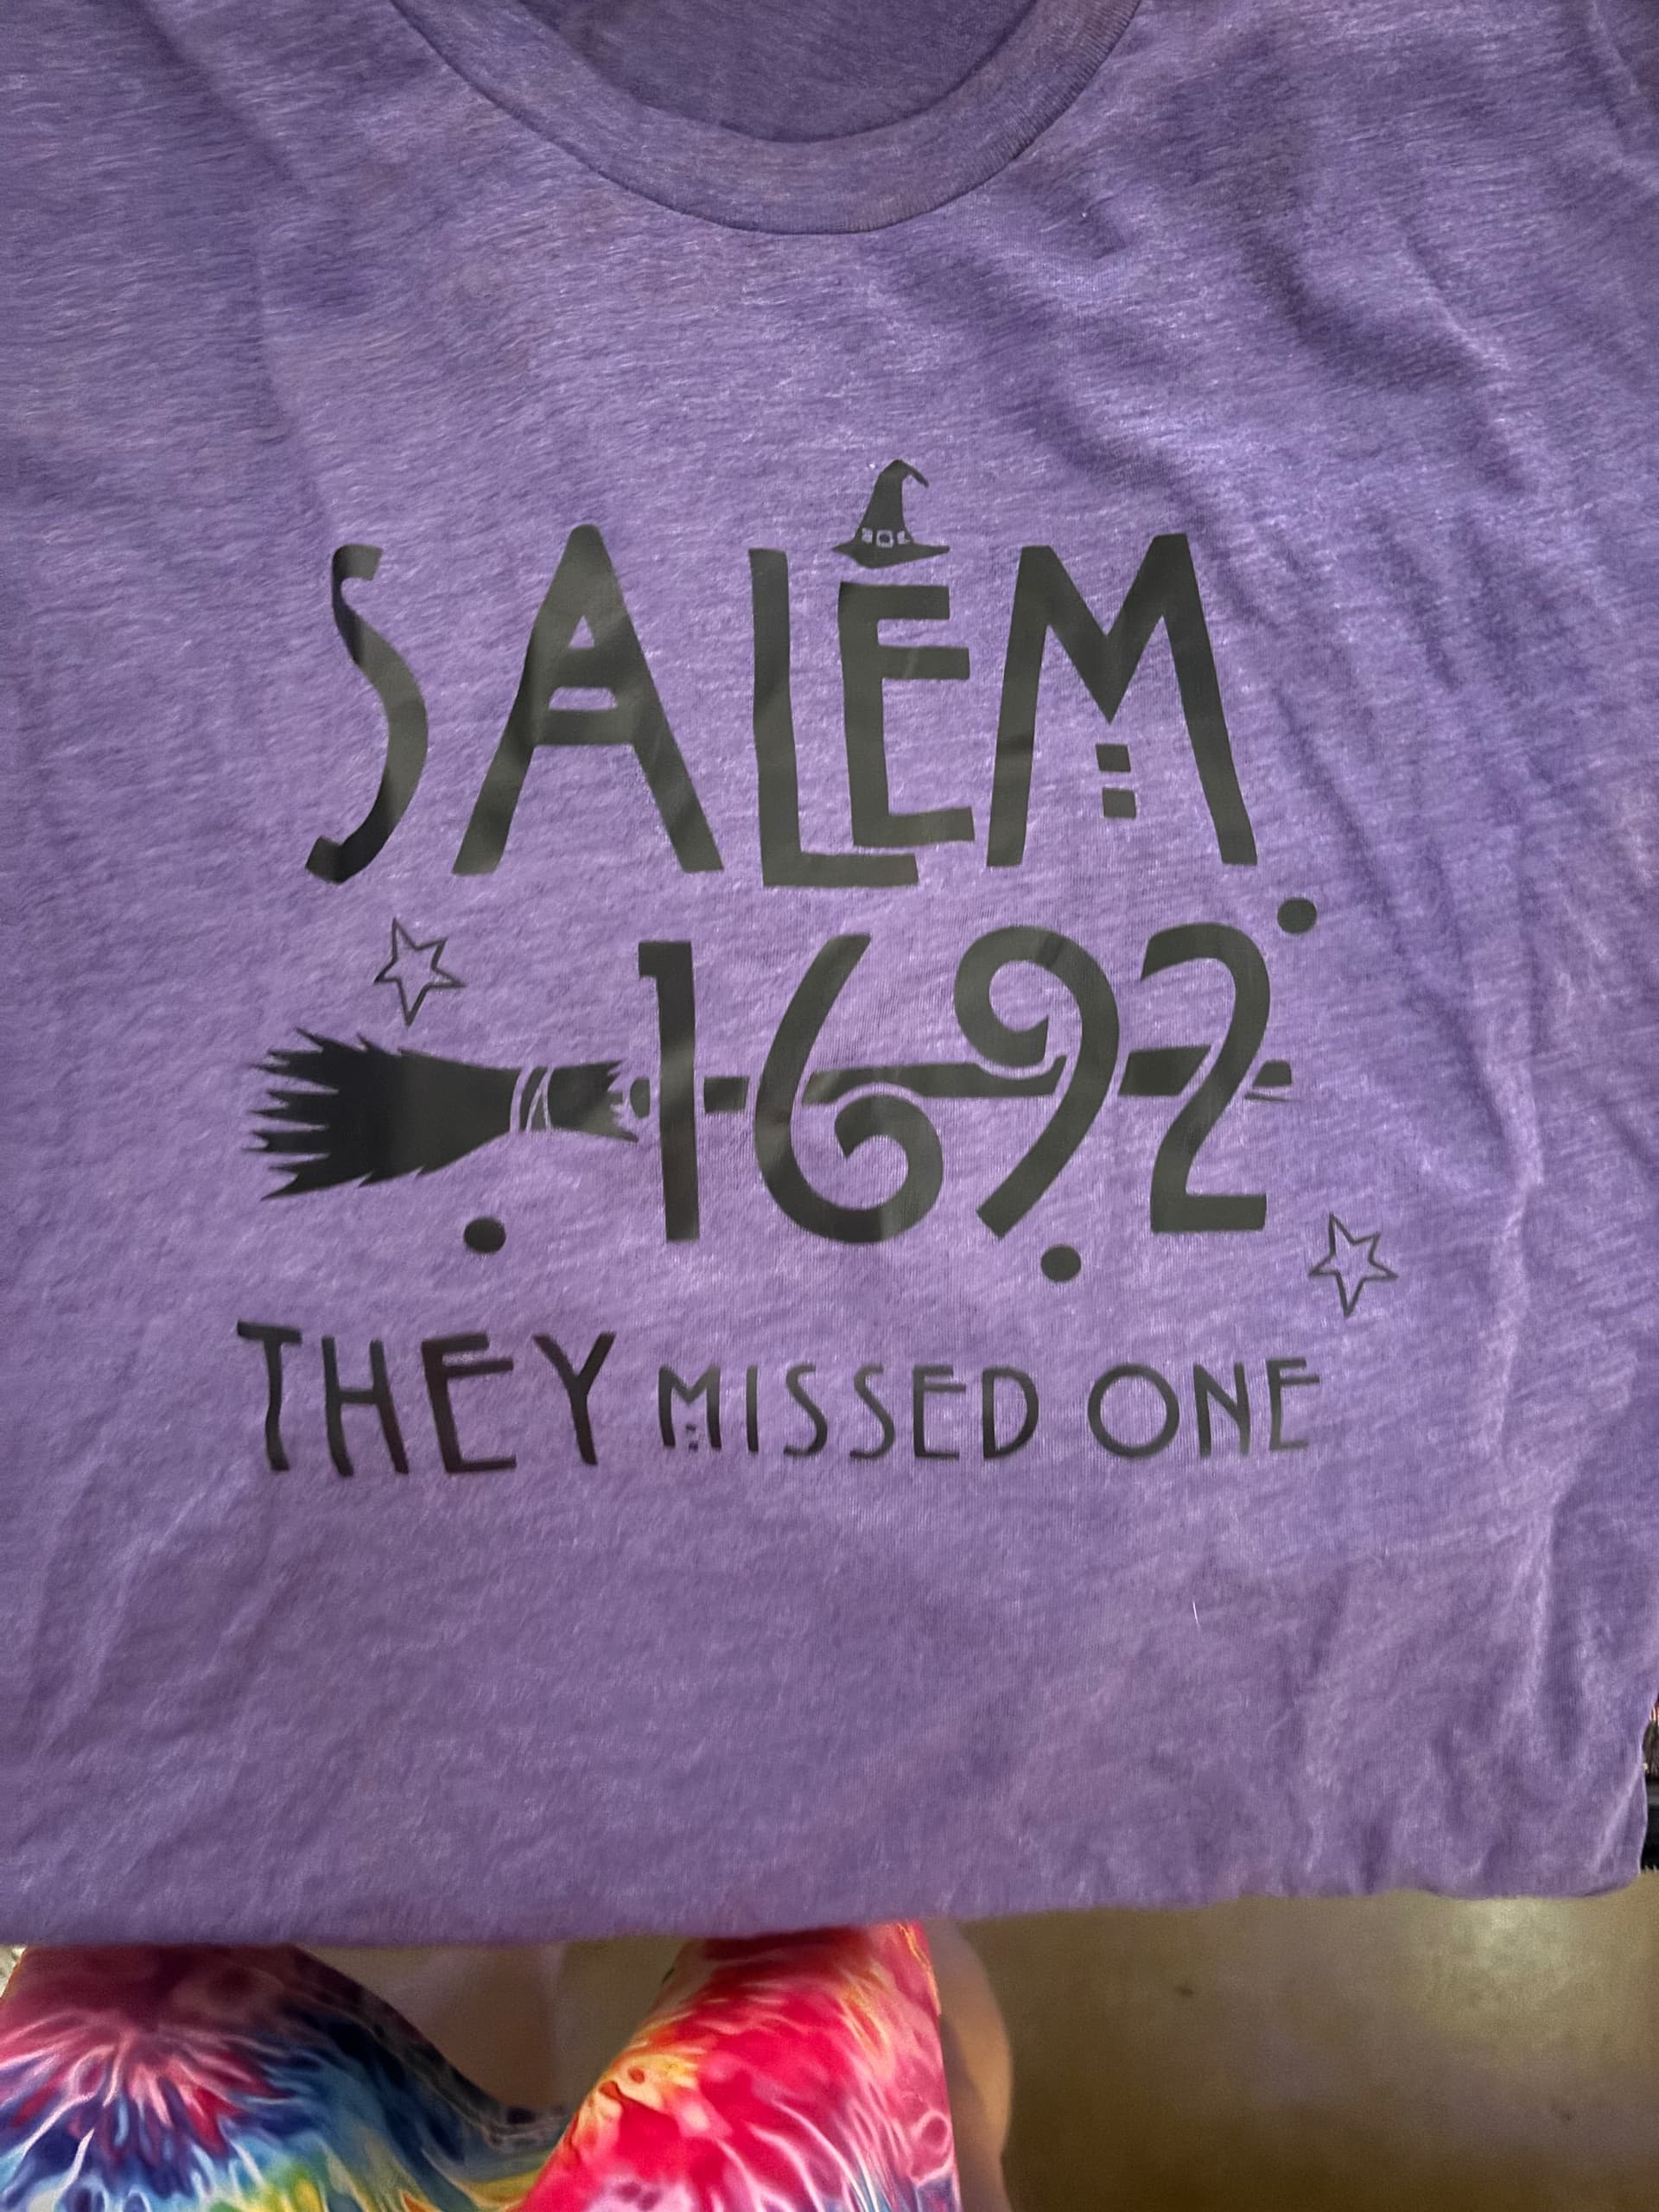 SALEM
1692
THEY MISSED ONE